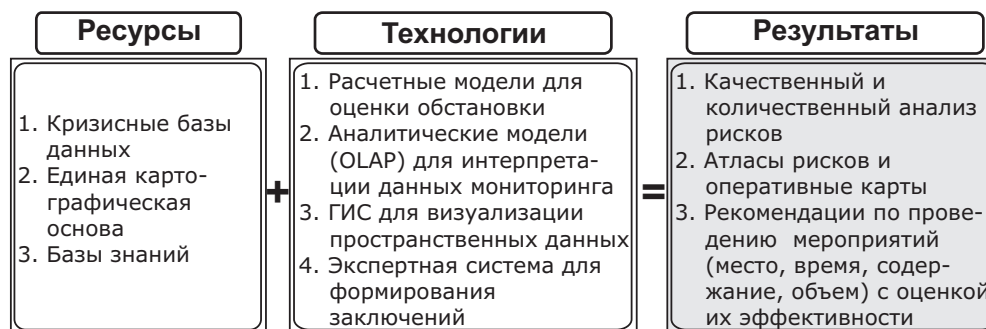 Ресурсы
1. Кризисные базы
данных
2. Единая карто-
графическая
основа
3. Базы знаний
+
Технологии
1. Расчетные модели для
оценки обстановки
2. Аналитические модели
(OLAP) для интерпрета-
ции данных мониторинга
3. ГИС для визуализации
пространственных данных
4. Экспертная система для
формирования
заключений
=
Результаты
1. Качественный и
количественный анализ
рисков
2. Атласы рисков и
оперативные карты
3. Рекомендации по прове-
дению мероприятий
(место, время, содер-
жание, объем) с оценкой
их эффективности